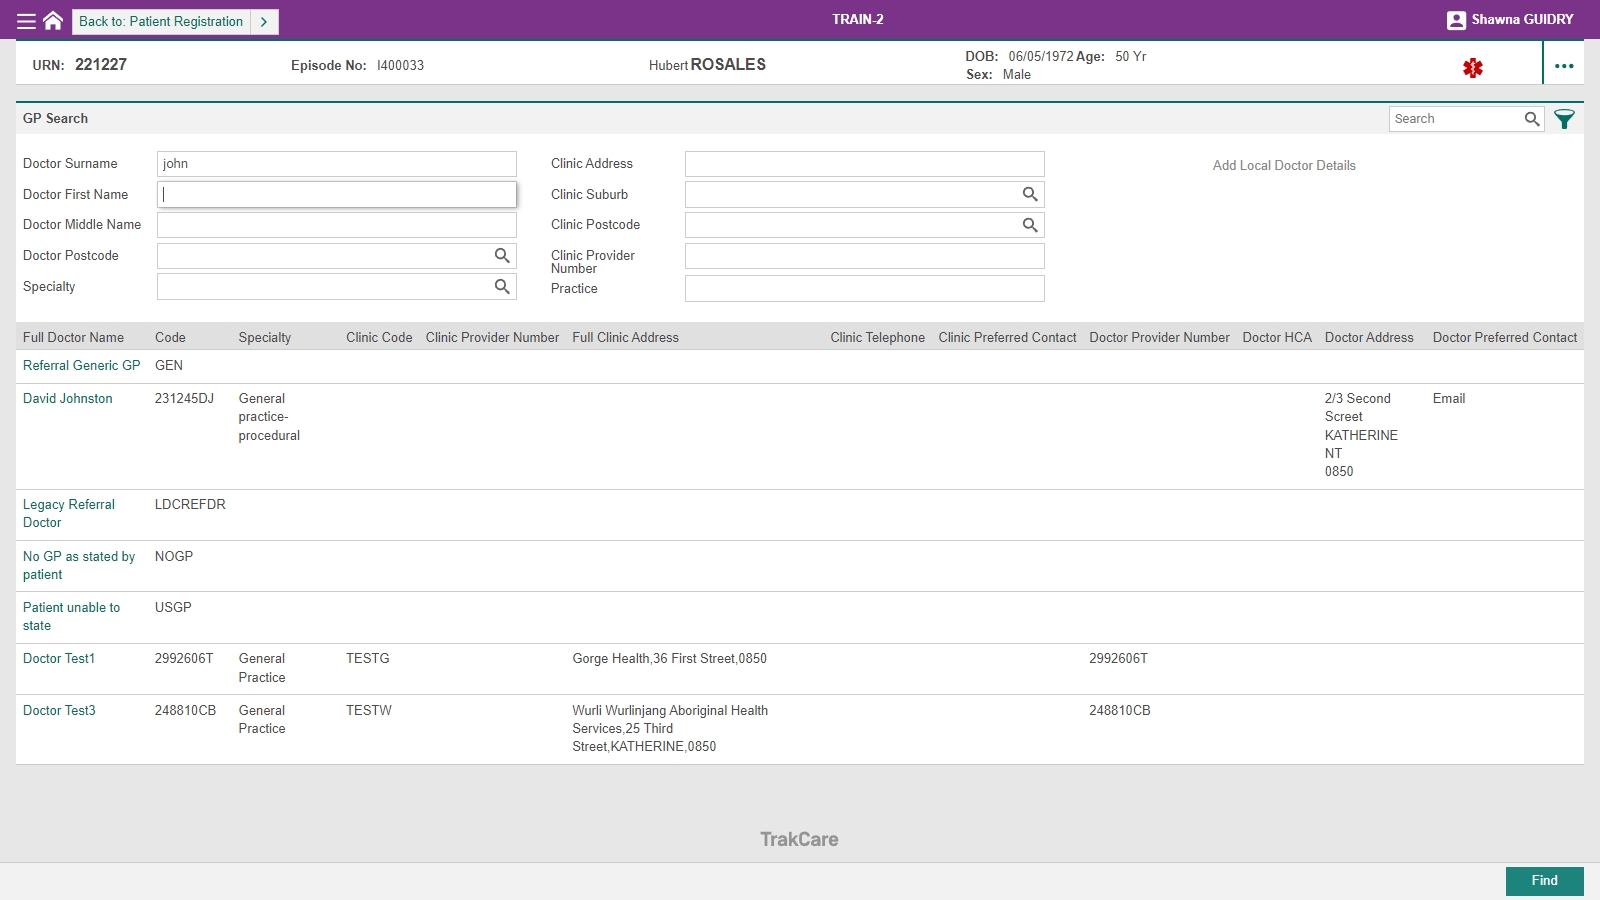 Back to: Patient Registration
TRAIN-2
Shawna GUIDRY
URN: 221227
Episode No: I400033
Hubert ROSALES
DOB: 06/05/1972 Age: 50 Yr
Sex: Male
GP Search
Search
Doctor Surname john
Clinic Address
Add Local Doctor Details
Doctor First Name
Clinic Suburb
Doctor Middle Name
Clinic Postcode
Doctor Postcode
Clinic Provider
Number
Specialty
Practice
Full Doctor Name Code Specialty Clinic Code Clinic Provider Number Full Clinic Address Clinic Telephone Clinic Preferred Contact Doctor Provider Number Doctor HCA Doctor Address Doctor Preferred Contact
Referral Generic GP GEN
David Johnston 231245DJ General 2/3 Second Email
practice- Screet
procedural KATHERINE
NT
0850
Legacy Referral LDCREFDR
Doctor
No GP as stated by NOGP
patient
Patient unable to USGP
state
Doctor Test1 2992606T General TESTG Gorge Health,36 First Street,0850 2992606T
Practice
Doctor Test3 248810CB General TESTW Wurli Wurlinjang Aboriginal Health 248810CB
Practice Services,25 Third
Street,KATHERINE,0850
TrakCare
Find